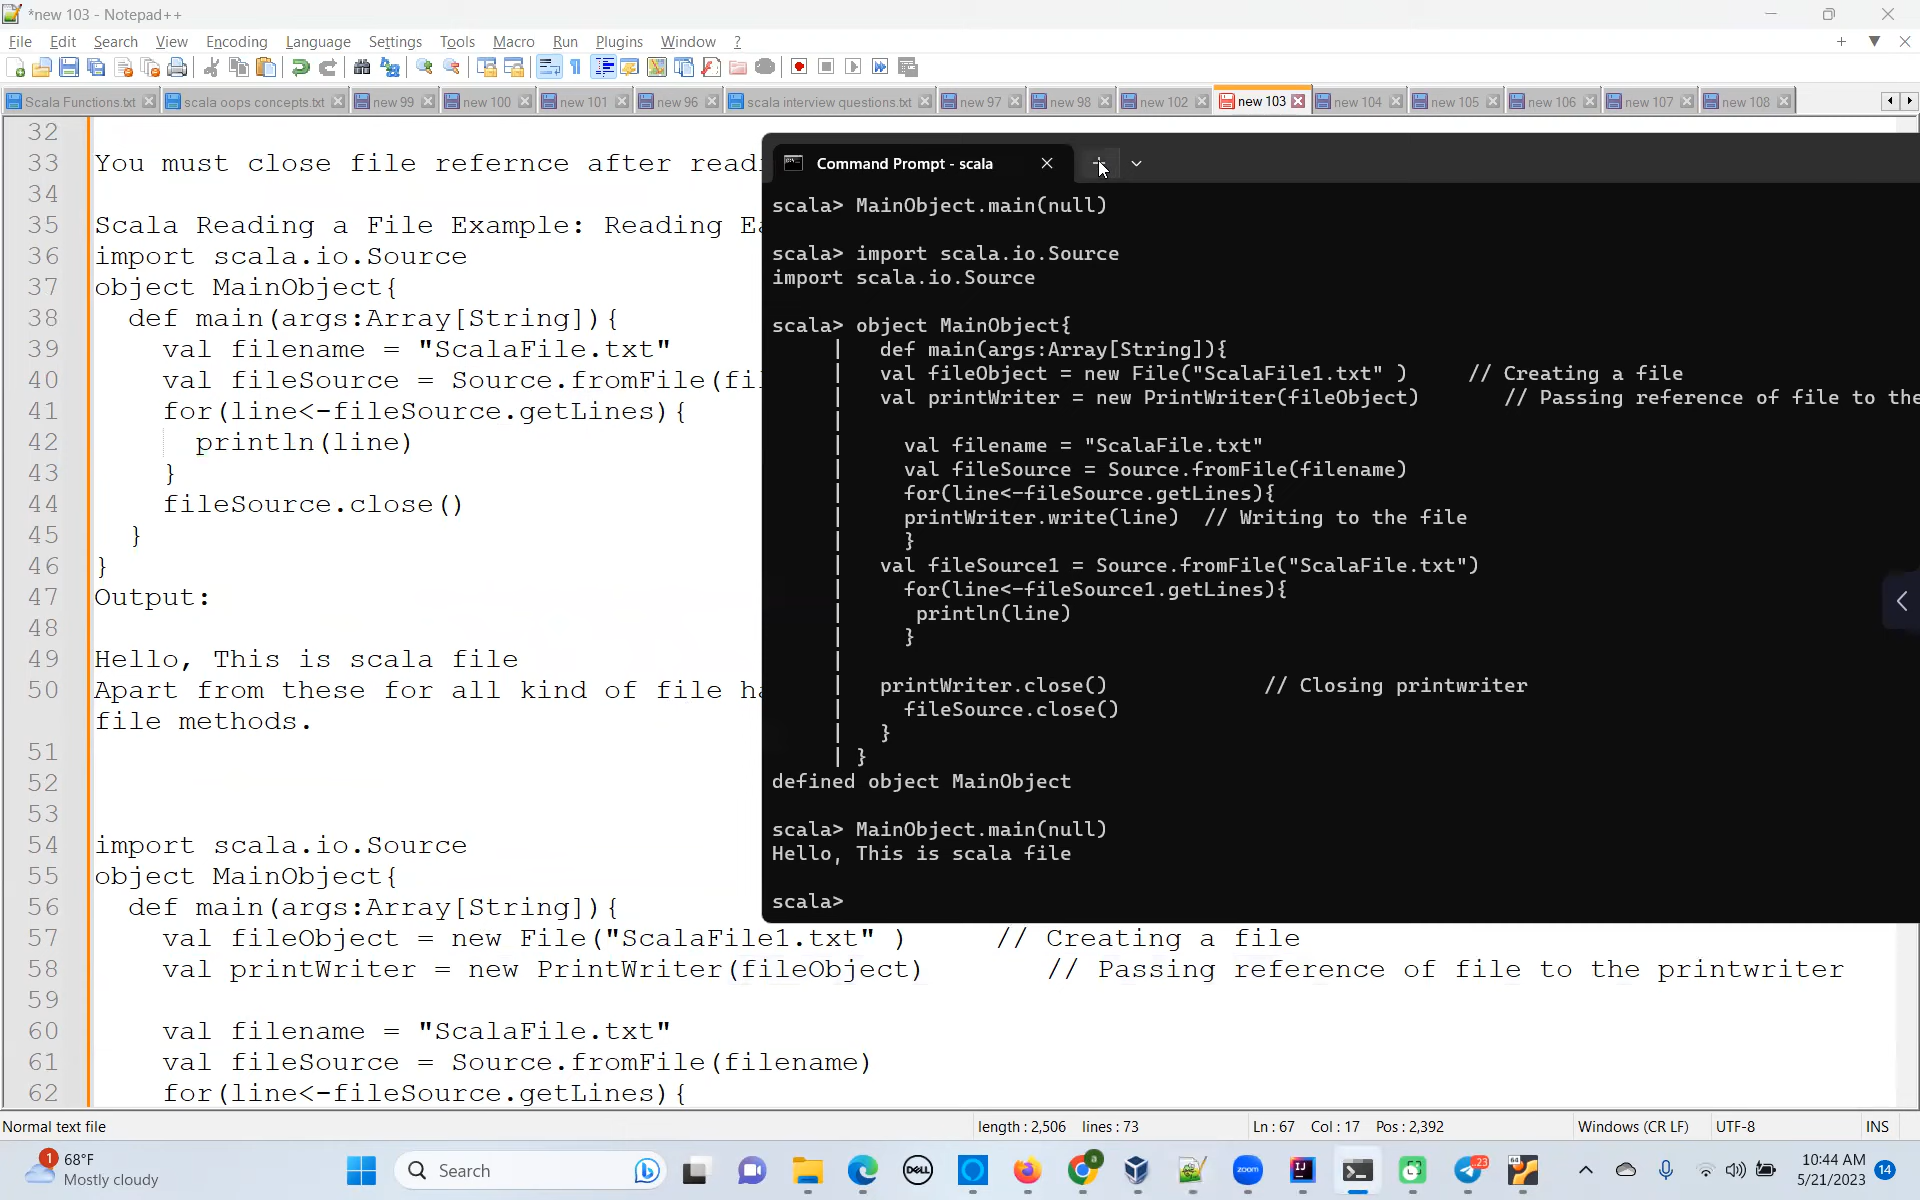 *new 103 - Notepad++
File Edit Search View Encoding Language Settings Tools Macro Run Plugins Window ?
Scala Functions.txt scala oops concepts.txt new 99 new 100 new 101 new 96 scala interview questions.txt new 97 new 98 new 102 new 103 new 104 new 105 new 106 new 107 new 108
32
33 You must close file refernce after readi
34
35 Scala Reading a File Example: Reading Ea
36 import scala.io.Source
37 object MainObject{
38 def main(args:Array[String]){
39 val filename = "ScalaFile.txt"
40 val fileSource = Source.fromFile(fil
41 for(line<-fileSource.getLines){
42 println(line)
43 }
44 fileSource.close()
45 }
46 }
47 Output:
48
49 Hello, This is scala file
50 Apart from these for all kind of file ha
file methods.
51
52
53
54 import scala.io.Source
55 object MainObject{
56 def main(args:Array[String]){
57 val fileObject = new File("ScalaFile1.txt" ) // Creating a file
58 val printWriter = new PrintWriter(fileObject) // Passing reference of file to the printwriter
59
60 val filename = "ScalaFile.txt"
61 val fileSource = Source.fromFile(filename)
62 for(line<-fileSource.getLines){
Command Prompt - scala
scala> MainObject.main(null)
scala> import scala.io.Source
import scala.io.Source
scala> object MainObject{
| def main(args:Array[String]){
| val fileObject = new File("ScalaFile1.txt" ) // Creating a file
| val printWriter = new PrintWriter(fileObject) // Passing reference of file to the
|
| val filename = "ScalaFile.txt"
| val fileSource = Source.fromFile(filename)
| for(line<-fileSource.getLines){
| printWriter.write(line) // Writing to the file
| }
| val fileSource1 = Source.fromFile("ScalaFile.txt")
| for(line<-fileSource1.getLines){
| println(line)
| }
|
| printWriter.close() // Closing printwriter
| fileSource.close()
| }
| }
defined object MainObject
scala> MainObject.main(null)
Hello, This is scala file
scala>
Normal text file length : 2,506 lines : 73 Ln : 67 Col : 17 Pos : 2,392 Windows (CR LF) UTF-8 INS
1 68°F
Mostly cloudy
Search
DELL
a
zoom
IJ
23
64
10:44 AM
5/21/2023
14